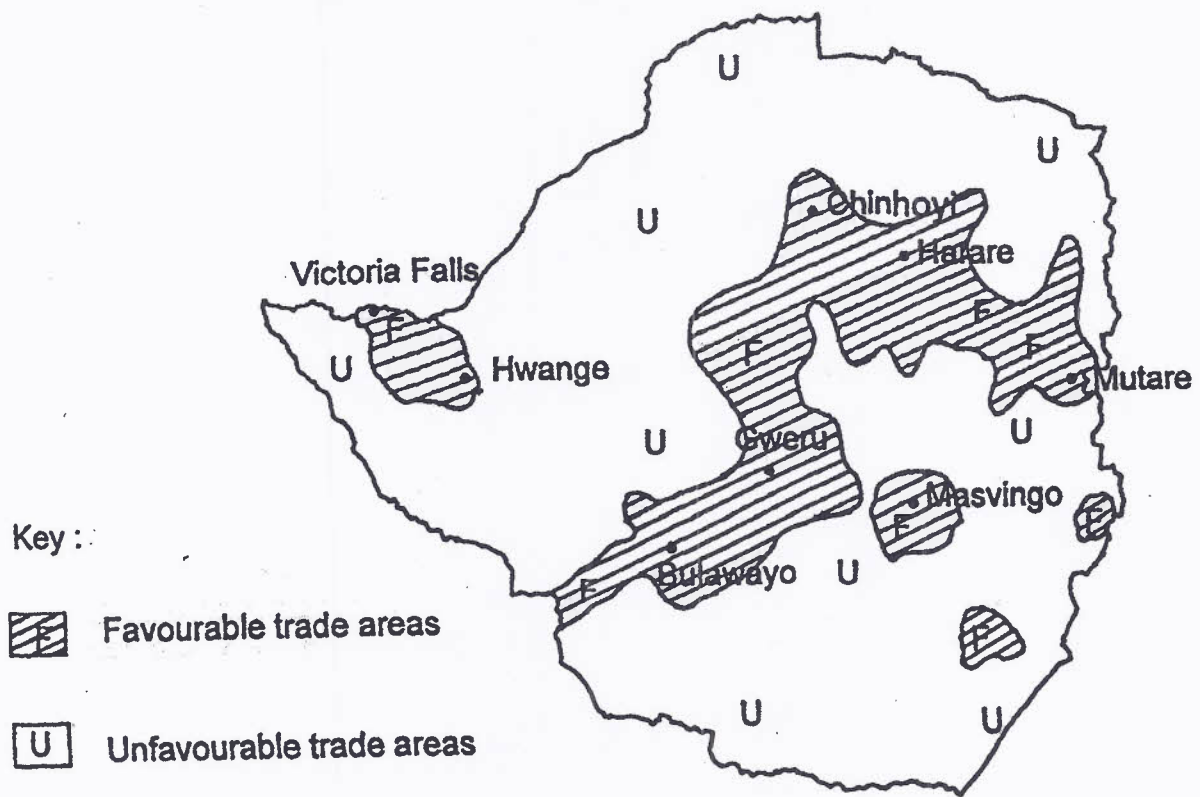 U
U
Chinhoyi
U
Harare
Victoria Falls
F
F
F
F
U
Hwange
Mutare
U
Gweru
U
Masvingo
F
F
Key :
Bulawayo
U
F
F
Favourable trade areas
F
U
U
U
Unfavourable trade areas